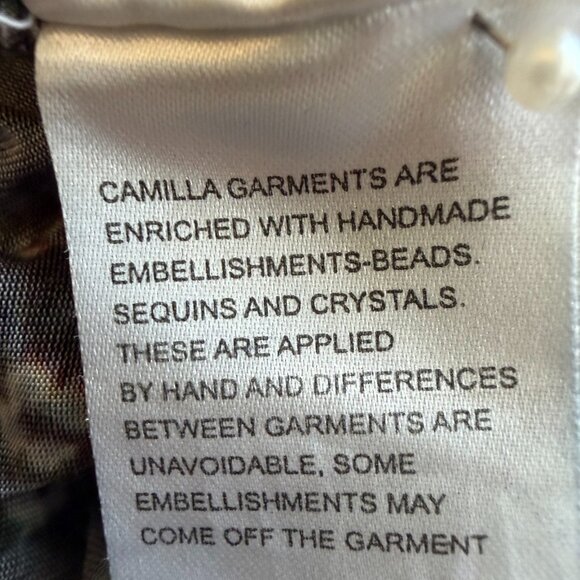 CAMILLA GARMENTS ARE
ENRICHED WITH HANDMADE
EMBELLISHMENTS-BEADS.
SEQUINS AND CRYSTALS.
THESE ARE APPLIED
BY HAND AND DIFFERENCES
BETWEEN GARMENTS ARE
UNAVOIDABLE, SOME
EMBELLISHMENTS MAY
COME OFF THE GARMENT